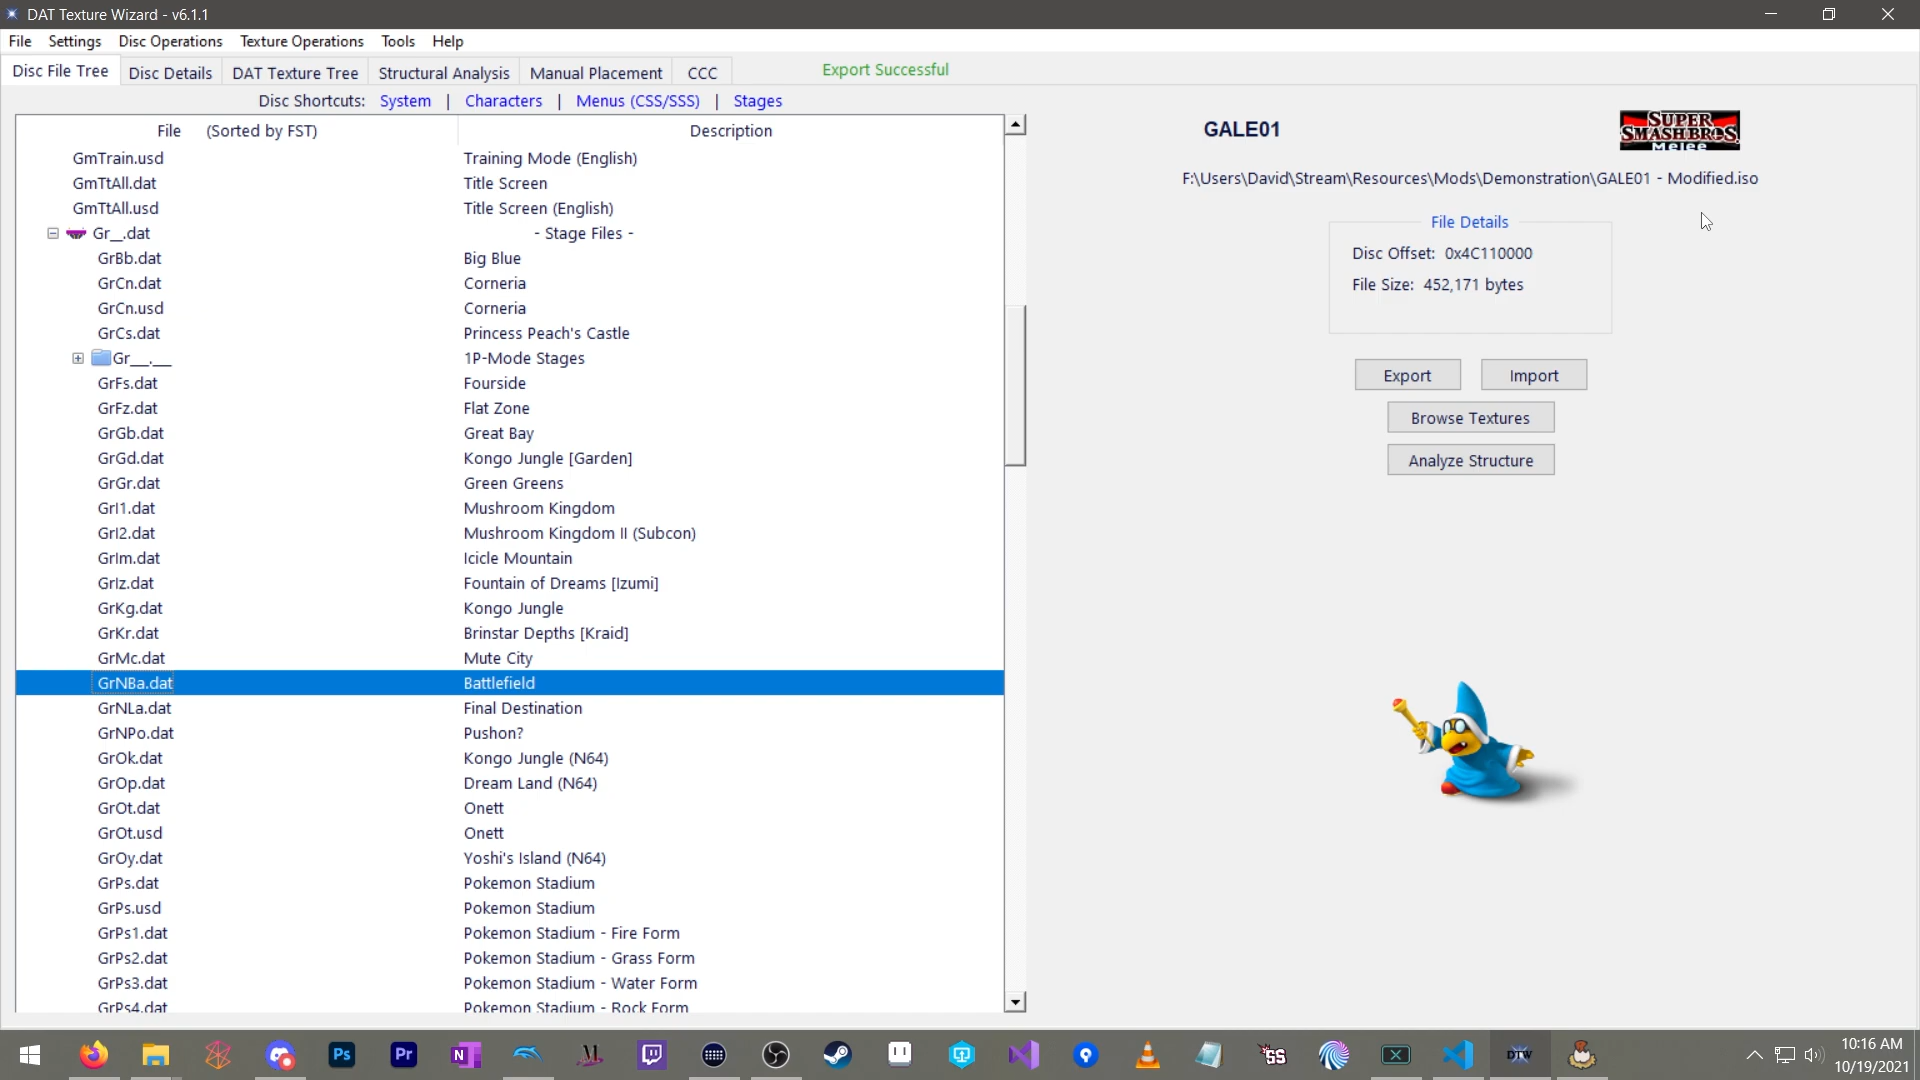 DAT Texture Wizard - v6.1.1
File Settings Disc Operations Texture Operations Tools Help
Disc File Tree Disc Details DAT Texture Tree Structural Analysis Manual Placement CCC Export Successful
Disc Shortcuts: System | Characters | Menus (CSS/SSS) | Stages
File (Sorted by FST) Description
GmTrain.usd Training Mode (English)
GmTtAll.dat Title Screen
GmTtAll.usd Title Screen (English)
Gr__.dat - Stage Files -
GrBb.dat Big Blue
GrCn.dat Corneria
GrCn.usd Corneria
GrCs.dat Princess Peach's Castle
Gr__.__ 1P-Mode Stages
GrFs.dat Fourside
GrFz.dat Flat Zone
GrGb.dat Great Bay
GrGd.dat Kongo Jungle [Garden]
GrGr.dat Green Greens
GrI1.dat Mushroom Kingdom
GrI2.dat Mushroom Kingdom II (Subcon)
GrIm.dat Icicle Mountain
GrIz.dat Fountain of Dreams [Izumi]
GrKg.dat Kongo Jungle
GrKr.dat Brinstar Depths [Kraid]
GrMc.dat Mute City
GrNBa.dat Battlefield
GrNLa.dat Final Destination
GrNPo.dat Pushon?
GrOk.dat Kongo Jungle (N64)
GrOp.dat Dream Land (N64)
GrOt.dat Onett
GrOt.usd Onett
GrOy.dat Yoshi's Island (N64)
GrPs.dat Pokemon Stadium
GrPs.usd Pokemon Stadium
GrPs1.dat Pokemon Stadium - Fire Form
GrPs2.dat Pokemon Stadium - Grass Form
GrPs3.dat Pokemon Stadium - Water Form
GrPs4.dat Pokemon Stadium - Rock Form
GALE01
SUPER
SMASH BROS.
Melee
F:\Users\David\Stream\Resources\Mods\Demonstration\GALE01 - Modified.iso
File Details
Disc Offset: 0x4C110000
File Size: 452,171 bytes
Export Import
Browse Textures
Analyze Structure
Ps Pr N SS DTW
10:16 AM
10/19/2021